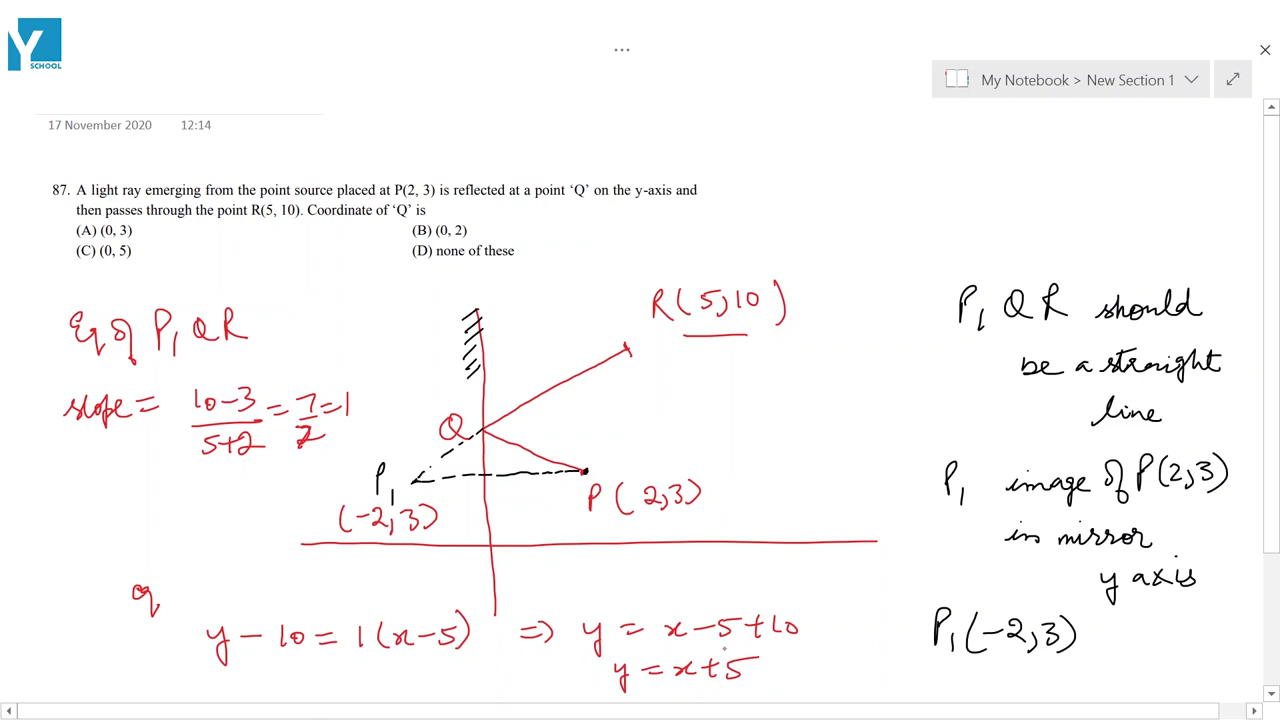 Y
SCHOOL
...
My Notebook > New Section 1
17 November 2020 12:14
87. A light ray emerging from the point source placed at P(2, 3) is reflected at a point ‘Q’ on the y-axis and
then passes through the point R(5, 10). Coordinate of ‘Q’ is
(A) (0, 3) (B) (0, 2)
(C) (0, 5) (D) none of these
Eq of P1 QR
slope = 10-3/5+2 = 7/7 = 1
R(5,10)
Q
P1
(-2,3)
P(2,3)
eq
y - 10 = 1(x-5) => y = x-5+10
y = x+5
P1 QR should
be a straight
line
P1 image of P(2,3)
in mirror
y axis
P1(-2,3)